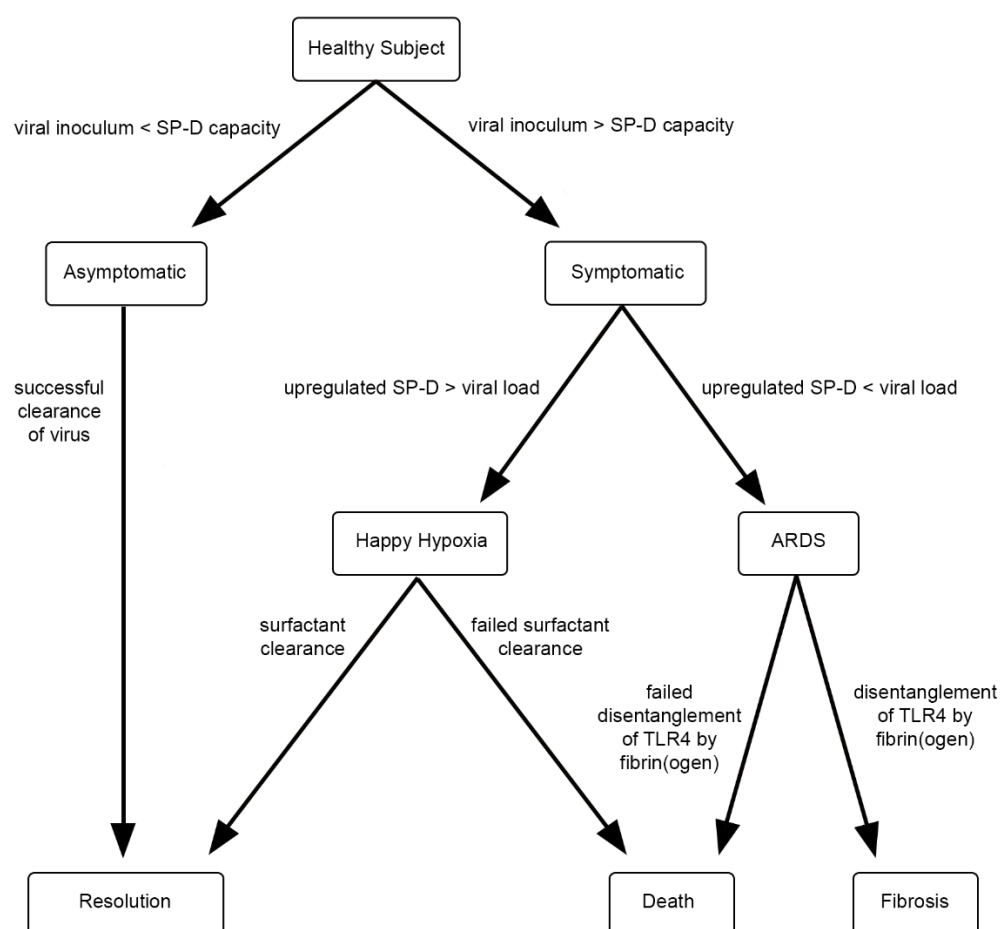 Healthy Subject
viral inoculum < SP-D capacity
viral inoculum > SP-D capacity
Asymptomatic
Symptomatic
successful
clearance
of virus
upregulated SP-D > viral load
upregulated SP-D < viral load
Happy Hypoxia
ARDS
surfactant
clearance
failed surfactant
clearance
failed
disentanglement
of TLR4 by
fibrin(ogen)
disentanglement
of TLR4 by
fibrin(ogen)
Resolution
Death
Fibrosis